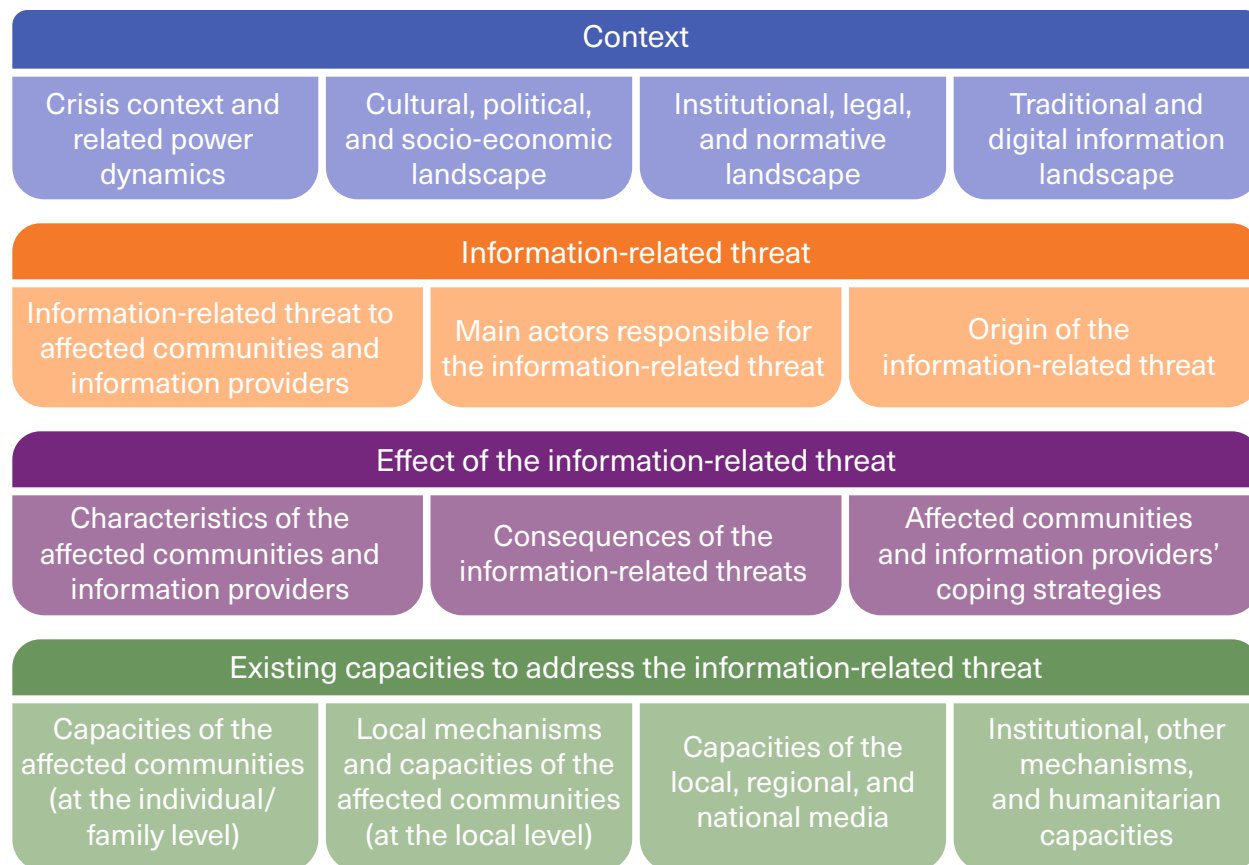 Context
Crisis context and
related power
dynamics
Cultural, political,
and socio-economic
landscape
Institutional, legal,
and normative
landscape
Traditional and
digital information
landscape
Information-related threat
Information-related threat to
affected communities and
information providers
Main actors responsible for
the information-related threat
Origin of the
information-related threat
Effect of the information-related threat
Characteristics of the
affected communities and
information providers
Consequences of the
information-related threats
Affected communities
and information providers’
coping strategies
Existing capacities to address the information-related threat
Capacities of the
affected communities
(at the individual/
family level)
Local mechanisms
and capacities of the
affected communities
(at the local level)
Capacities of the
local, regional, and
national media
Institutional, other
mechanisms,
and humanitarian
capacities